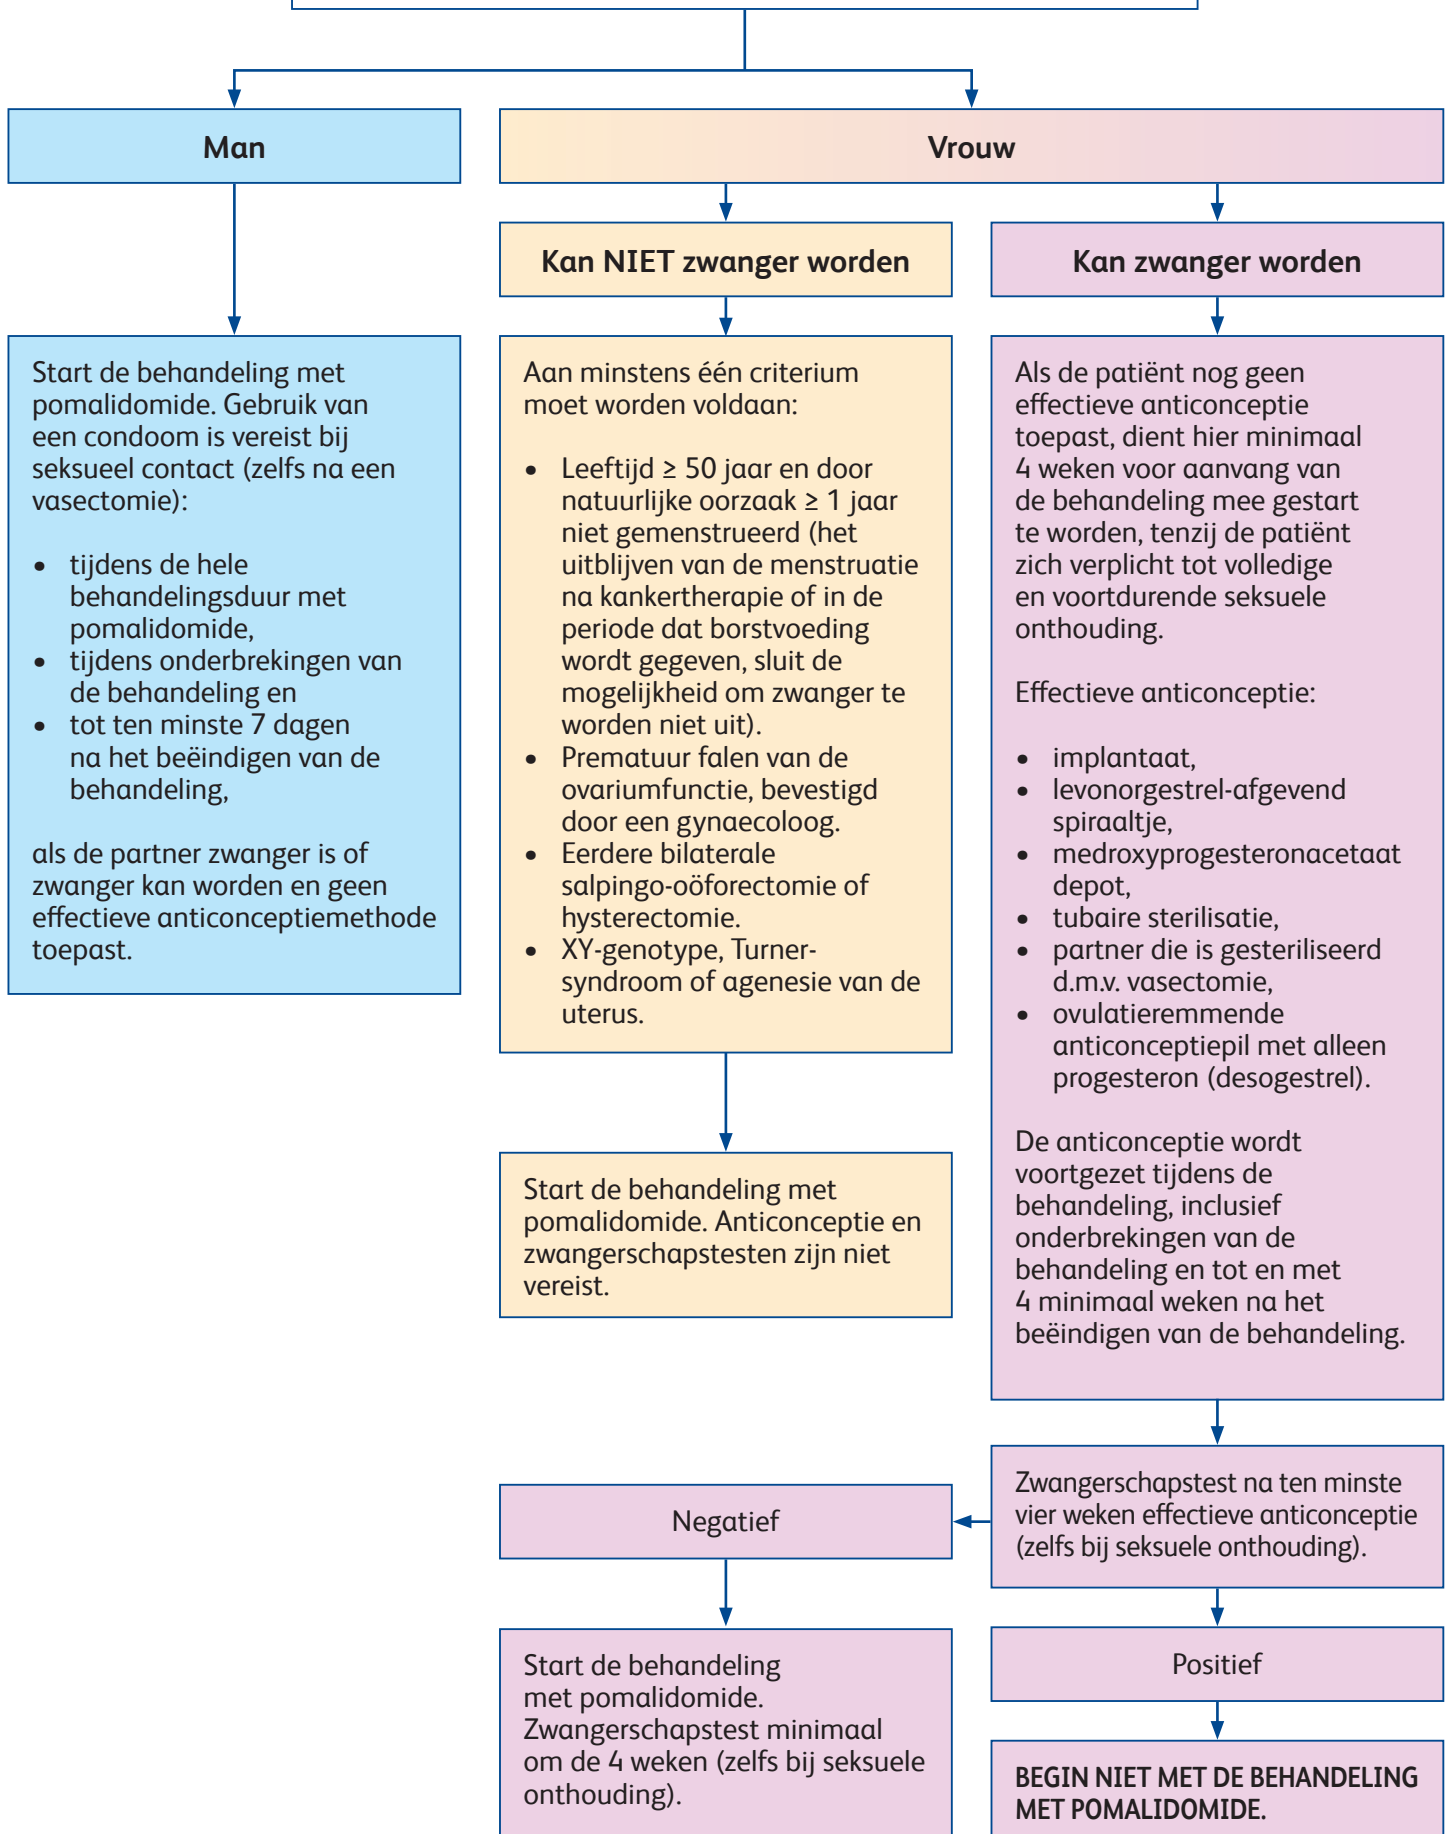 Man
Vrouw
Kan NIET zwanger worden
Kan zwanger worden
Start de behandeling met
pomalidomide. Gebruik van
een condoom is vereist bij
seksueel contact (zelfs na een
vasectomie):
• tijdens de hele
behandelingsduur met
pomalidomide,
• tijdens onderbrekingen van
de behandeling en
• tot ten minste 7 dagen
na het beëindigen van de
behandeling,
als de partner zwanger is of
zwanger kan worden en geen
effectieve anticonceptiemethode
toepast.
Aan minstens één criterium
moet worden voldaan:
• Leeftijd ≥ 50 jaar en door
natuurlijke oorzaak ≥ 1 jaar
niet gemenstrueerd (het
uitblijven van de menstruatie
na kankertherapie of in de
periode dat borstvoeding
wordt gegeven, sluit de
mogelijkheid om zwanger te
worden niet uit).
• Prematuur falen van de
ovariumfunctie, bevestigd
door een gynaecoloog.
• Eerdere bilaterale
salpingo-oöforectomie of
hysterectomie.
• XY-genotype, Turner-
syndroom of agenesie van de
uterus.
Start de behandeling met
pomalidomide. Anticonceptie en
zwangerschapstesten zijn niet
vereist.
Als de patiënt nog geen
effectieve anticonceptie
toepast, dient hier minimaal
4 weken voor aanvang van
de behandeling mee gestart
te worden, tenzij de patiënt
zich verplicht tot volledige
en voortdurende seksuele
onthouding.
Effectieve anticonceptie:
• implantaat,
• levonorgestrel-afgevend
spiraaltje,
• medroxyprogesteronacetaat
depot,
• tubaire sterilisatie,
• partner die is gesteriliseerd
d.m.v. vasectomie,
• ovulatieremmende
anticonceptiepil met alleen
progesteron (desogestrel).
De anticonceptie wordt
voortgezet tijdens de
behandeling, inclusief
onderbrekingen van de
behandeling en tot en met
4 minimaal weken na het
beëindigen van de behandeling.
Zwangerschapstest na ten minste
vier weken effectieve anticonceptie
(zelfs bij seksuele onthouding).
Negatief
Start de behandeling
met pomalidomide.
Zwangerschapstest minimaal
om de 4 weken (zelfs bij seksuele
onthouding).
Positief
BEGIN NIET MET DE BEHANDELING
MET POMALIDOMIDE.